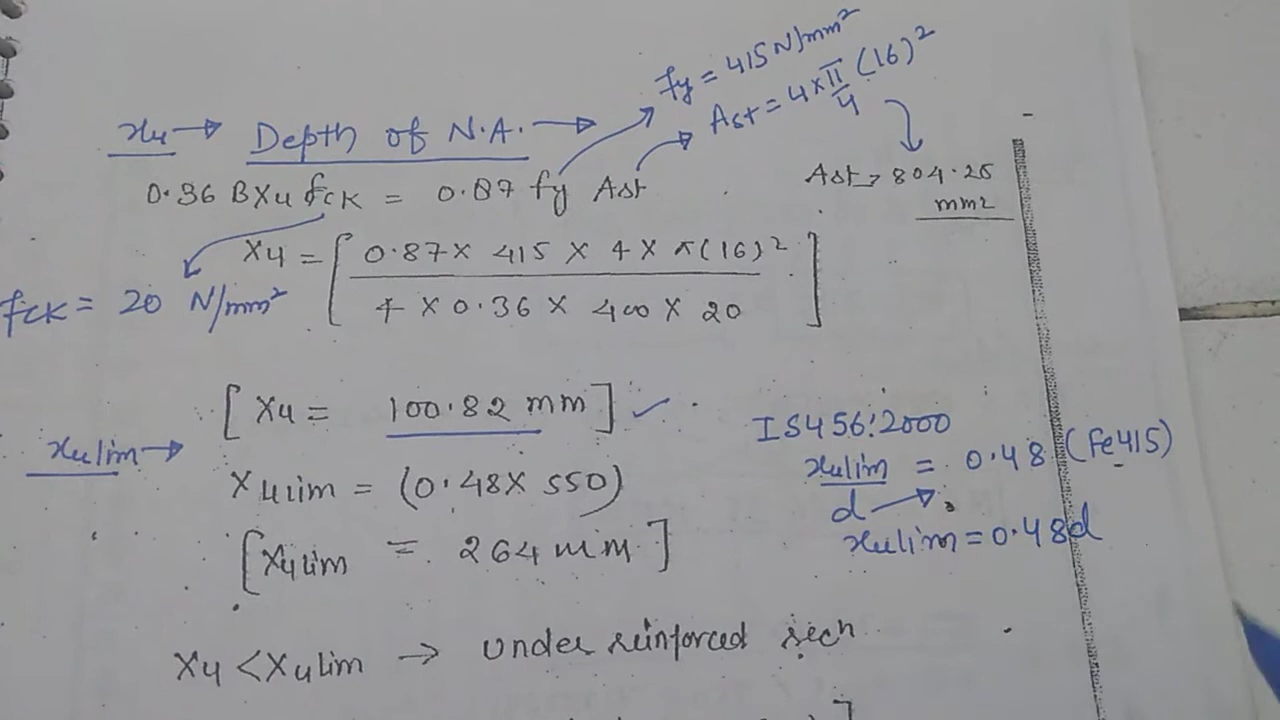 fy = 415 N/mm²
xu → Depth of N.A. →
Ast = 4 × π/4 (16)²
0.36 B Xu fck = 0.87 fy Ast
Ast → 804.25 mm2
Xu = [ 0.87 × 415 × 4 × π(16)² / 4 × 0.36 × 400 × 20 ]
fck = 20 N/mm²
[ Xu = 100.82 mm ] ✓
IS456:2000
xulim →
xulim / d = 0.48 (Fe415)
Xulim = (0.48 × 550)
xulim = 0.48d
[ Xulim = 264 mm ]
Xu < Xulim → under reinforced secn